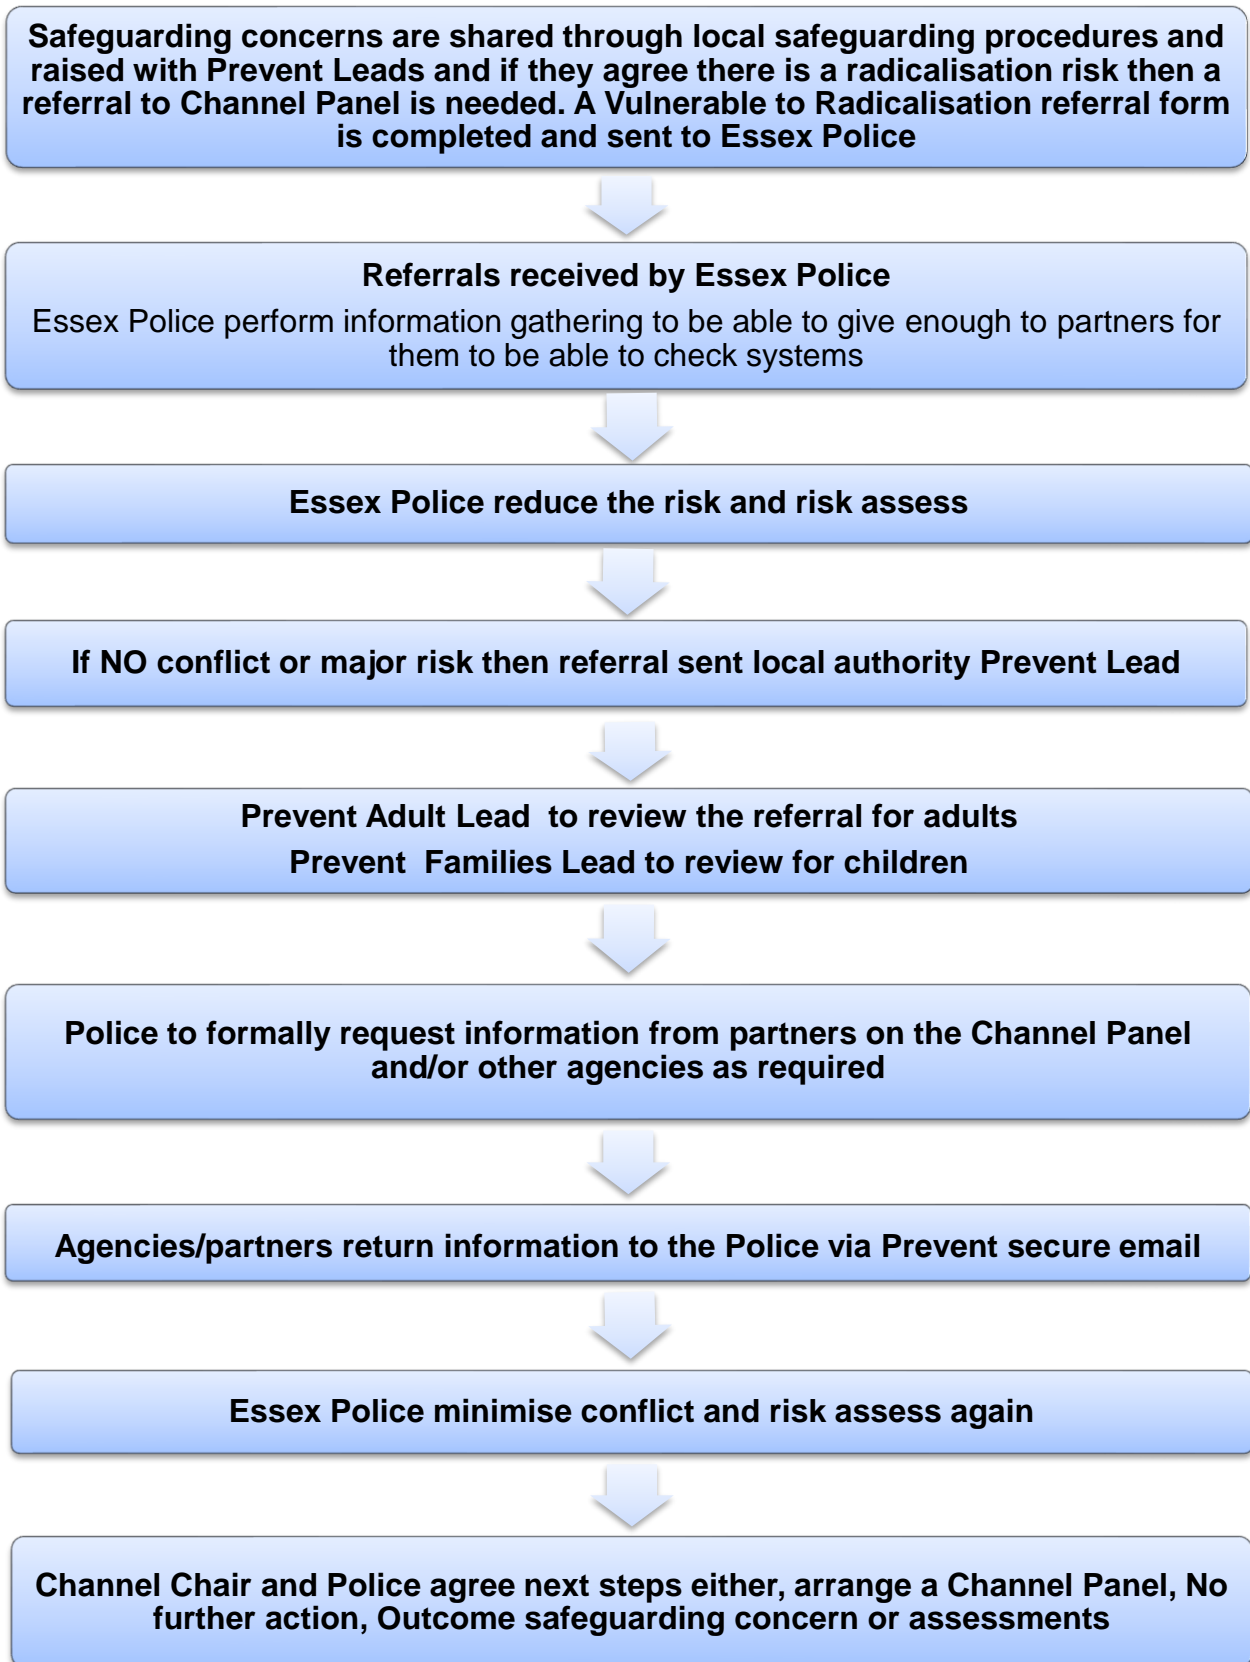 Safeguarding concerns are shared through local safeguarding procedures and
raised with Prevent Leads and if they agree there is a radicalisation risk then a
referral to Channel Panel is needed. A Vulnerable to Radicalisation referral form
is completed and sent to Essex Police
Referrals received by Essex Police
Essex Police perform information gathering to be able to give enough to partners for
them to be able to check systems
Essex Police reduce the risk and risk assess
If NO conflict or major risk then referral sent local authority Prevent Lead
Prevent Adult Lead to review the referral for adults
Prevent Families Lead to review for children
Police to formally request information from partners on the Channel Panel
and/or other agencies as required
Agencies/partners return information to the Police via Prevent secure email
Essex Police minimise conflict and risk assess again
Channel Chair and Police agree next steps either, arrange a Channel Panel, No
further action, Outcome safeguarding concern or assessments